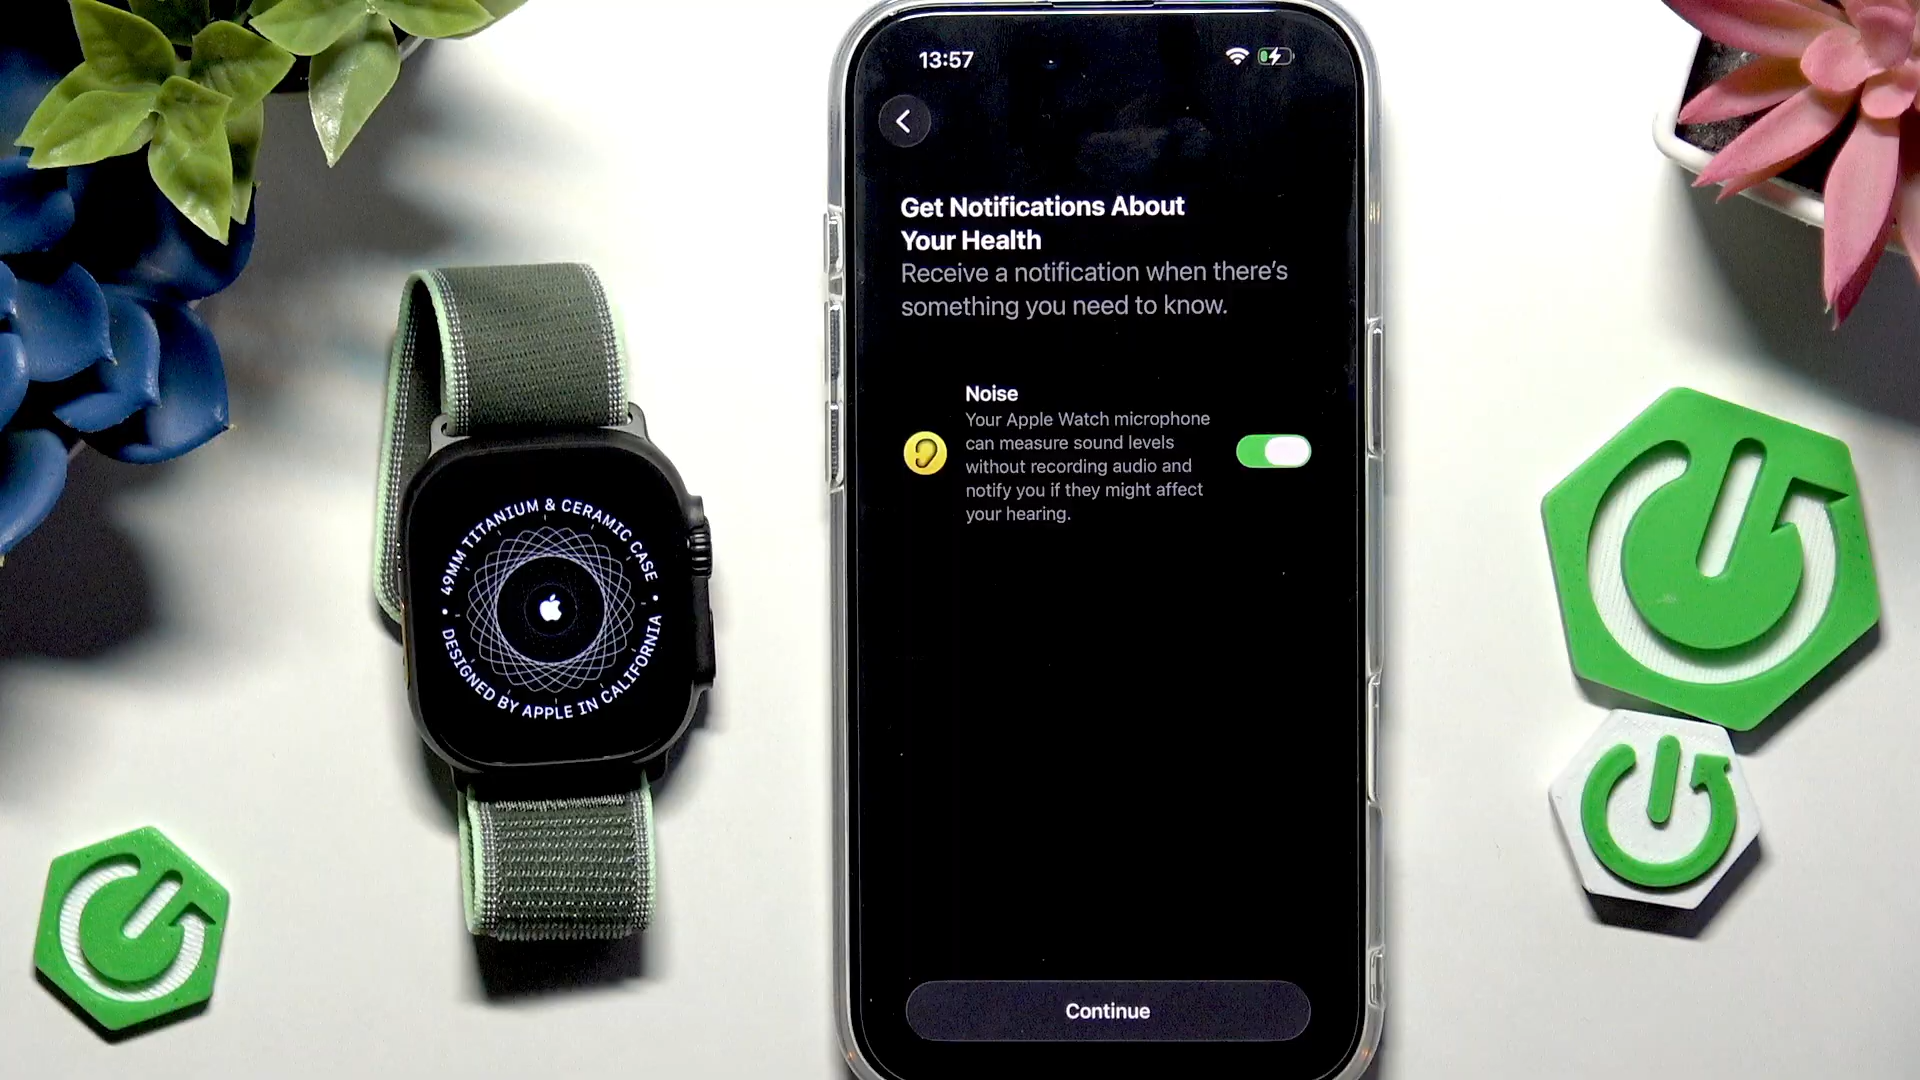 49MM TITANIUM & CERAMIC CASE
DESIGNED BY APPLE IN CALIFORNIA
13:57
Get Notifications About
Your Health
Receive a notification when there's
something you need to know.
Noise
Your Apple Watch microphone
can measure sound levels
without recording audio and
notify you if they might affect
your hearing.
Continue